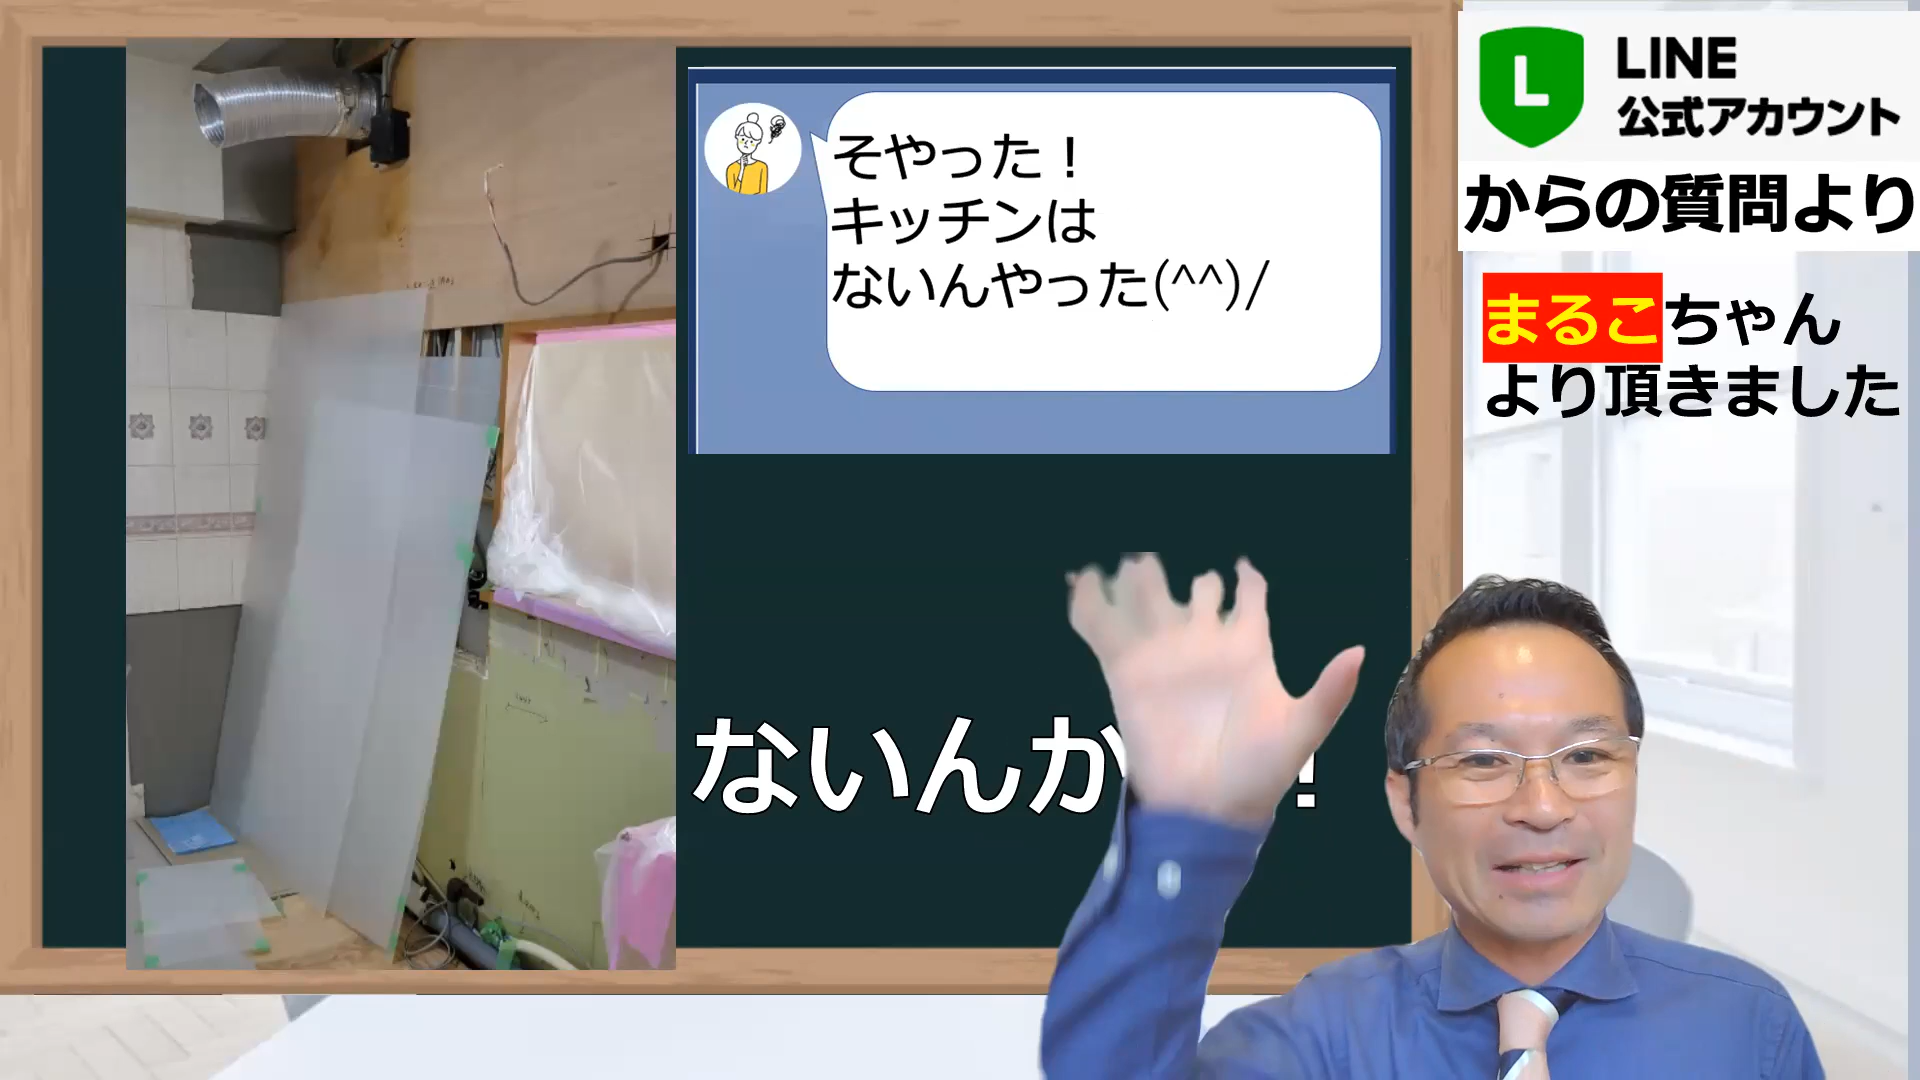 そやった！
キッチンは
ないんやった(^^)/
ないんか
！
L
LINE
公式アカウント
からの質問より
まるこちゃん
より頂きました